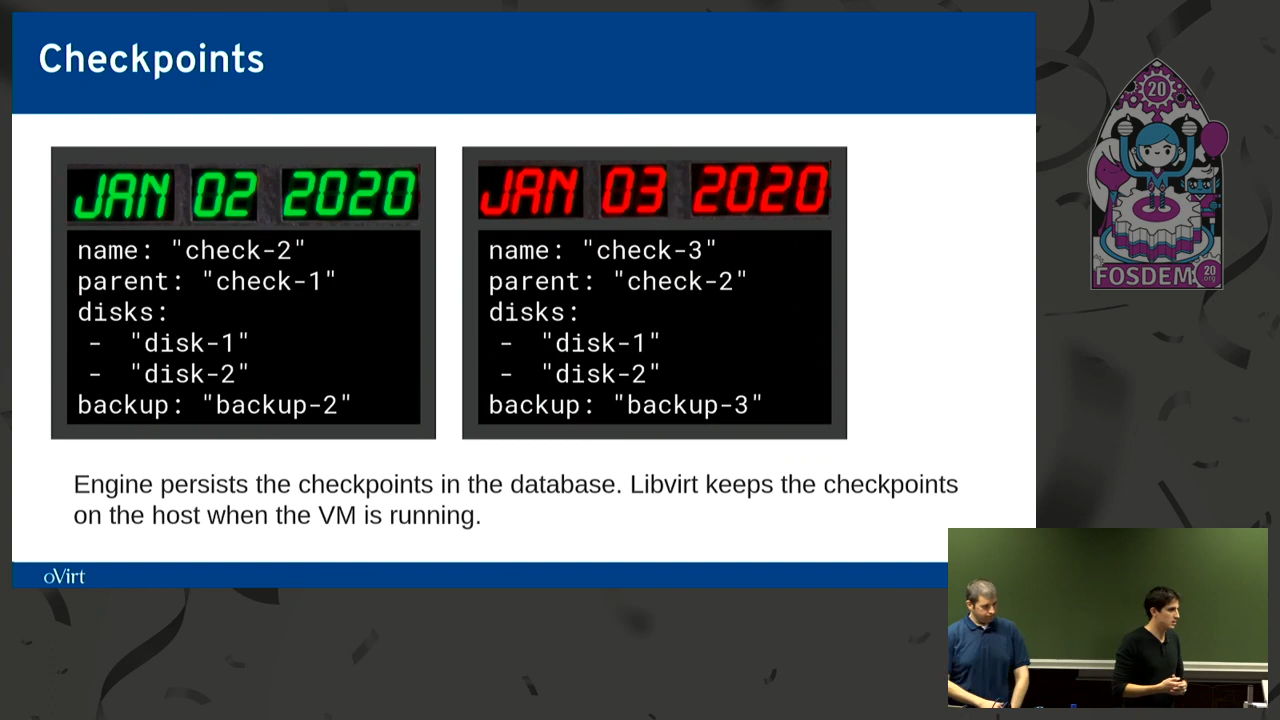 Checkpoints
JAN 02 2020
name: "check-2"
parent: "check-1"
disks:
- "disk-1"
- "disk-2"
backup: "backup-2"
JAN 03 2020
name: "check-3"
parent: "check-2"
disks:
- "disk-1"
- "disk-2"
backup: "backup-3"
Engine persists the checkpoints in the database. Libvirt keeps the checkpoints
on the host when the VM is running.
oVirt
20
FOSDEM
20
.org